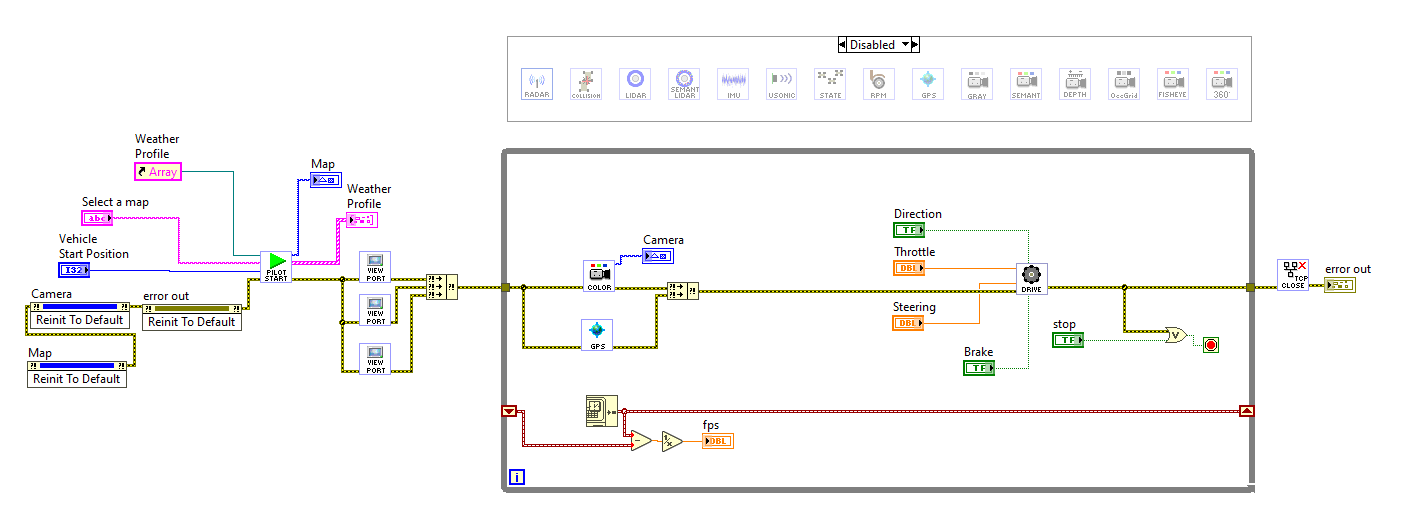 Disabled
RADAR
COLLISION
LIDAR
SEMANT
LIDAR
IMU
USONIC
STATE
RPM
GPS
GRAY
SEMANT
DEPTH
OccGrid
FISHEYE
360°
Weather
Profile
Array
Map
Weather
Profile
Select a map
abc
Vehicle
Start Position
I32
PILOT
START
VIEW
PORT
VIEW
PORT
VIEW
PORT
Camera
Reinit To Default
error out
Reinit To Default
Map
Reinit To Default
Camera
COLOR
GPS
Direction
TF
Throttle
DBL
DRIVE
Steering
DBL
Brake
TF
stop
TF
V
TCP
CLOSE
error out
fps
DBL
i